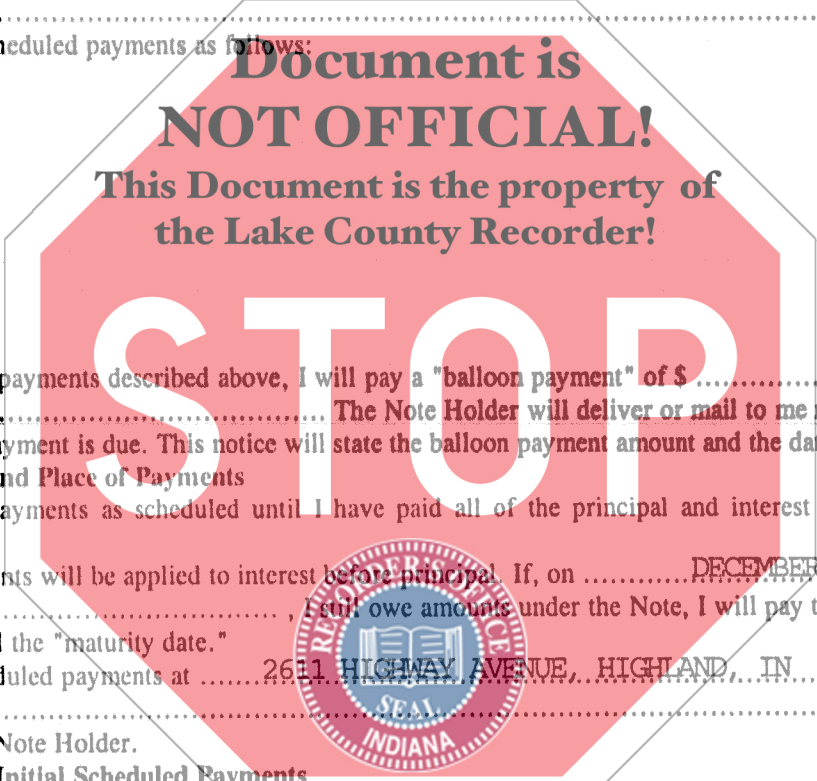 heduled payments as follows:
Document is
NOT OFFICIAL!
This Document is the property of
the Lake County Recorder!
STOP
payments described above, I will pay a "balloon payment" of $ ..............
.................................... The Note Holder will deliver or mail to me
yment is due. This notice will state the balloon payment amount and the da
nd Place of Payments
ayments as scheduled until I have paid all of the principal and interest
nts will be applied to interest before principal. If, on ............DECEMBER
.............................. , I still owe amounts under the Note, I will pay t
the "maturity date."
duled payments at ......2611 HIGHWAY AVENUE, HIGHLAND, IN....
Note Holder.
Initial Scheduled Payments
RECORDER'S OFFICE
SEAL
INDIANA